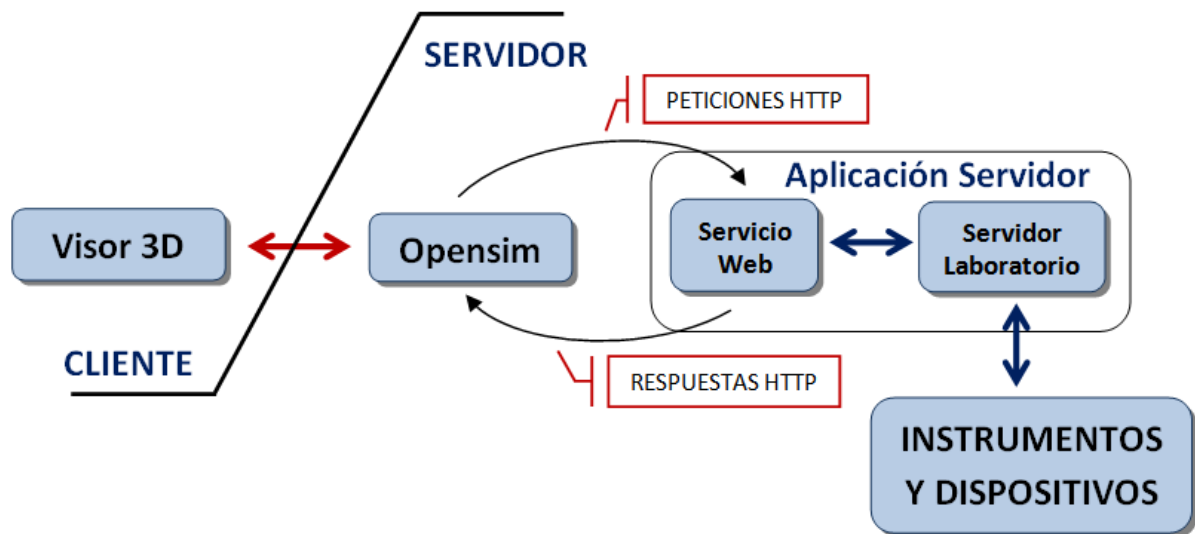 SERVIDOR
PETICIONES HTTP
Aplicación Servidor
Visor 3D
Opensim
Servicio
Web
Servidor
Laboratorio
CLIENTE
RESPUESTAS HTTP
INSTRUMENTOS
Y DISPOSITIVOS